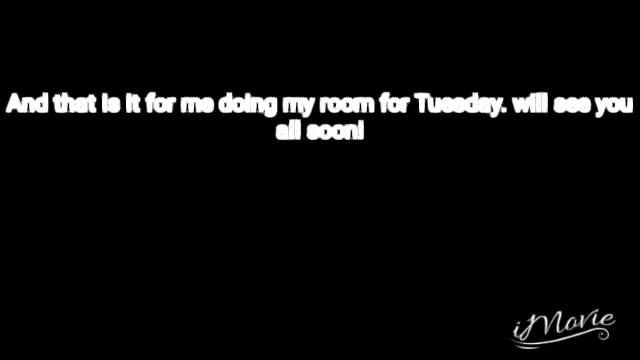 And that is it for me doing my room for Tuesday. will see you
all soon!
iMovie